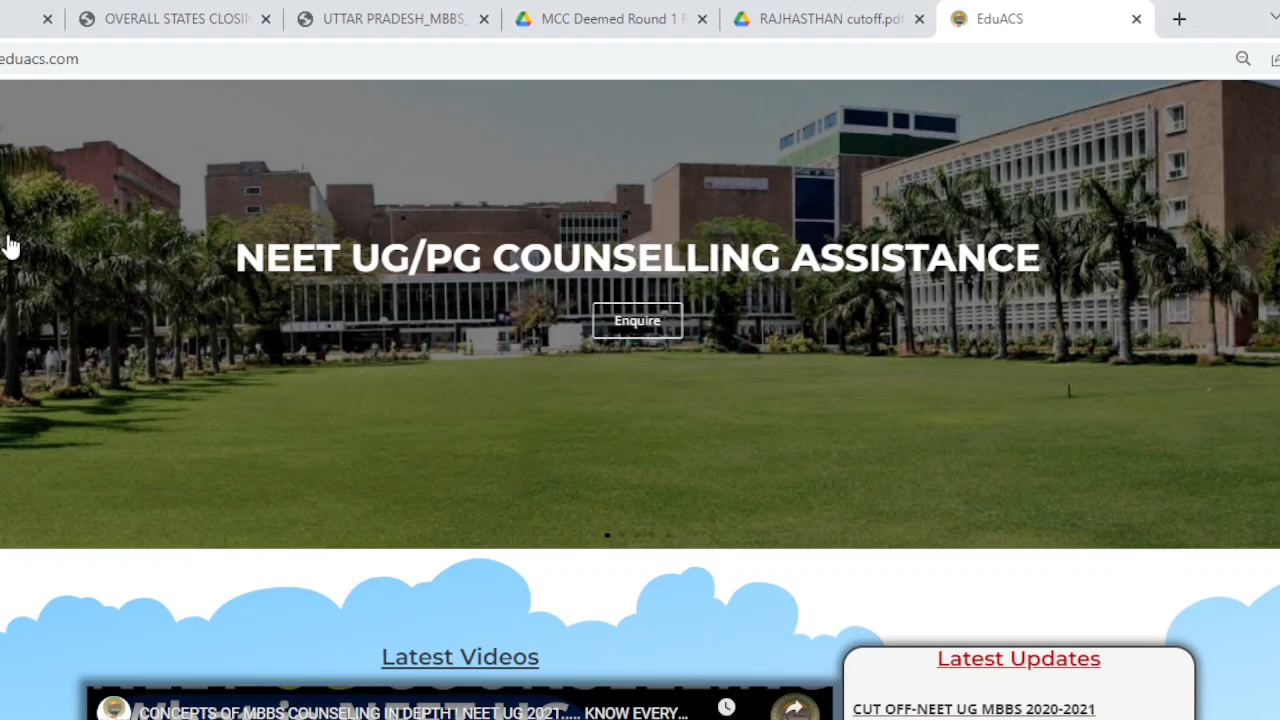 OVERALL STATES CLOSI
UTTAR PRADESH_MBBS_
MCC Deemed Round 1 R
RAJHASTHAN cutoff.pdf
EduACS
eduacs.com
NEET UG/PG COUNSELLING ASSISTANCE
Enquire
Latest Videos
Latest Updates
CONCEPTS OF MBBS COUNSELING IN DEPTH ! NEET UG 2021..... KNOW EVERY...
CUT OFF-NEET UG MBBS 2020-2021